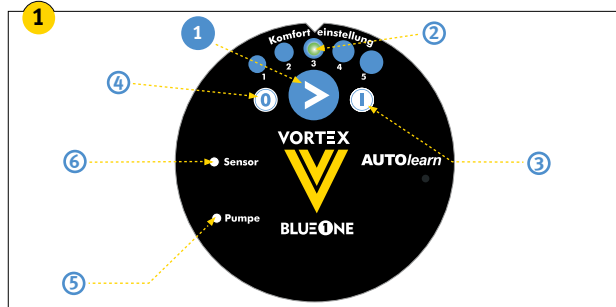 1
1
Komfort einstellung
2
1 2 3 4 5
4
0 > I
3
VORTEX
6
Sensor
AUTOlearn
Pumpe
BLUE1NE
5